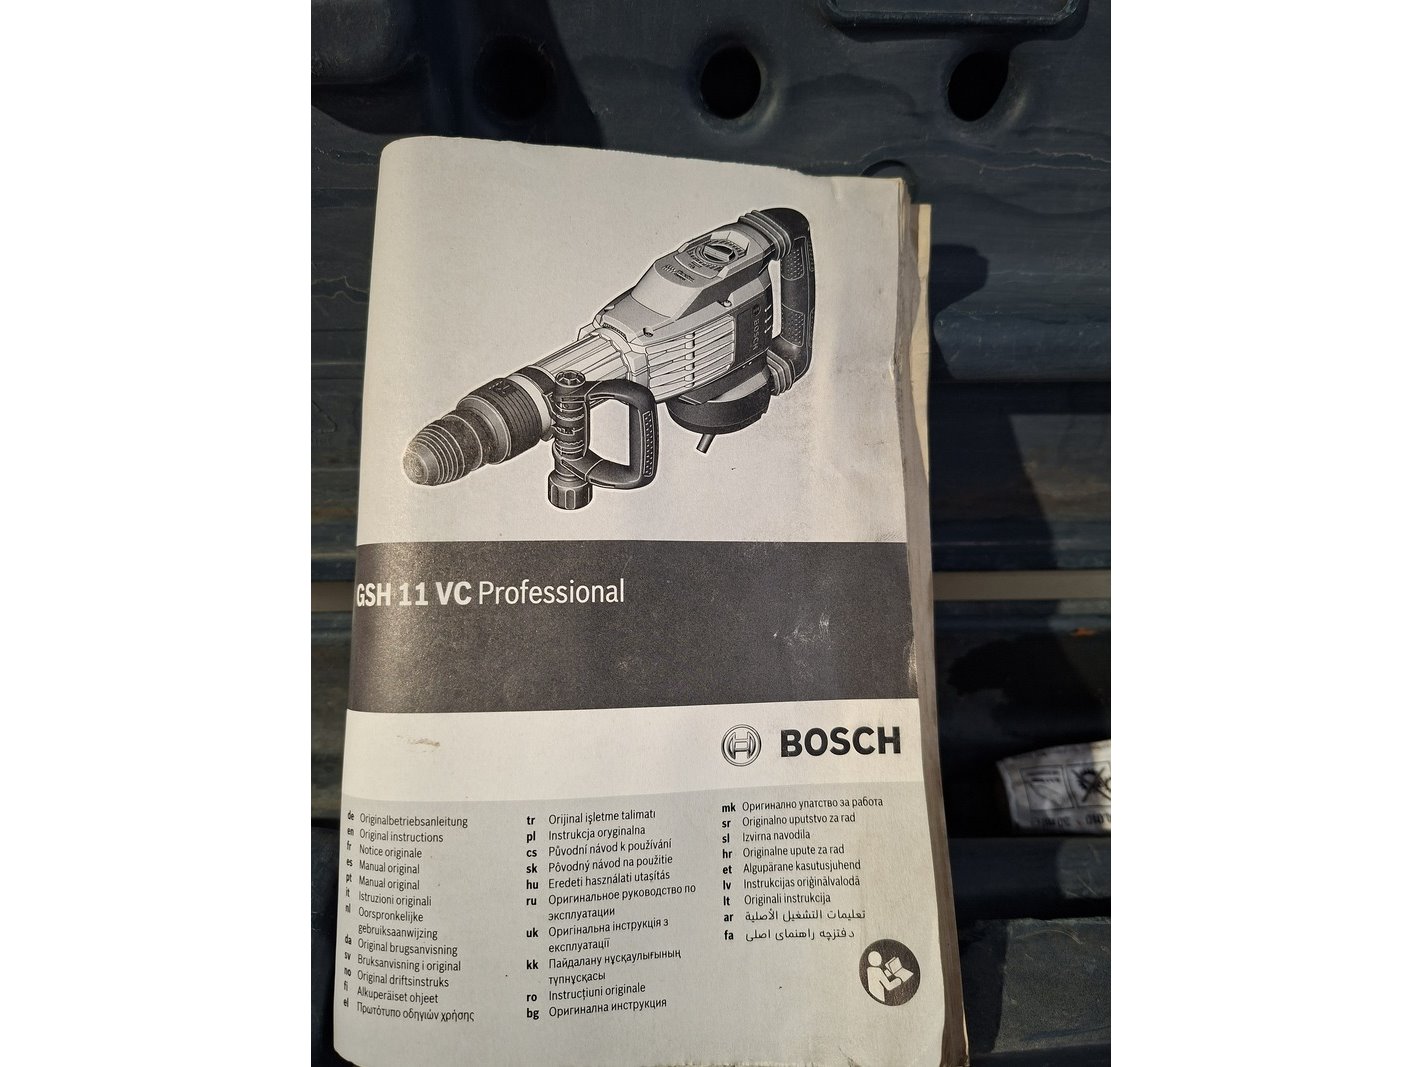 BOSCH
GSH 11 VC Professional
BOSCH
de Originalbetriebsanleitung
en Original instructions
fr Notice originale
es Manual original
pt Manual original
it Istruzioni originali
nl Oorspronkelijke
gebruiksaanwijzing
da Original brugsanvisning
sv Bruksanvisning i original
no Original driftsinstruks
fi Alkuperäiset ohjeet
el Πρωτότυπο οδηγιών χρήσης
tr Orijinal işletme talimatı
pl Instrukcja oryginalna
cs Původní návod k používání
sk Pôvodný návod na použitie
hu Eredeti használati utasítás
ru Оригинальное руководство по
эксплуатации
uk Оригінальна інструкція з
експлуатації
kk Пайдалану нұсқаулығының
түпнұсқасы
ro Instrucțiuni originale
bg Оригинална инструкция
mk Оригинално упатство за работа
sr Originalno uputstvo za rad
sl Izvirna navodila
hr Originalne upute za rad
et Algupärane kasutusjuhend
lv Instrukcijas oriģinālvalodā
lt Originali instrukcija
ar تعليمات التشغيل الأصلية
fa دفترچه راهنمای اصلی